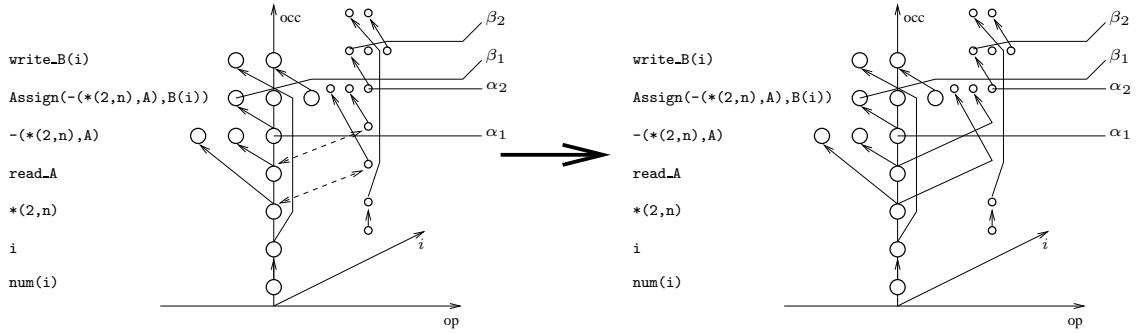 occ
β2
write_B(i)
β1
Assign(-(*(2,n),A),B(i))
α2
-(*(2,n),A)
α1
read_A
*(2,n)
i
i
num(i)
op
occ
β2
write_B(i)
β1
Assign(-(*(2,n),A),B(i))
α2
-(*(2,n),A)
α1
read_A
*(2,n)
i
i
num(i)
op